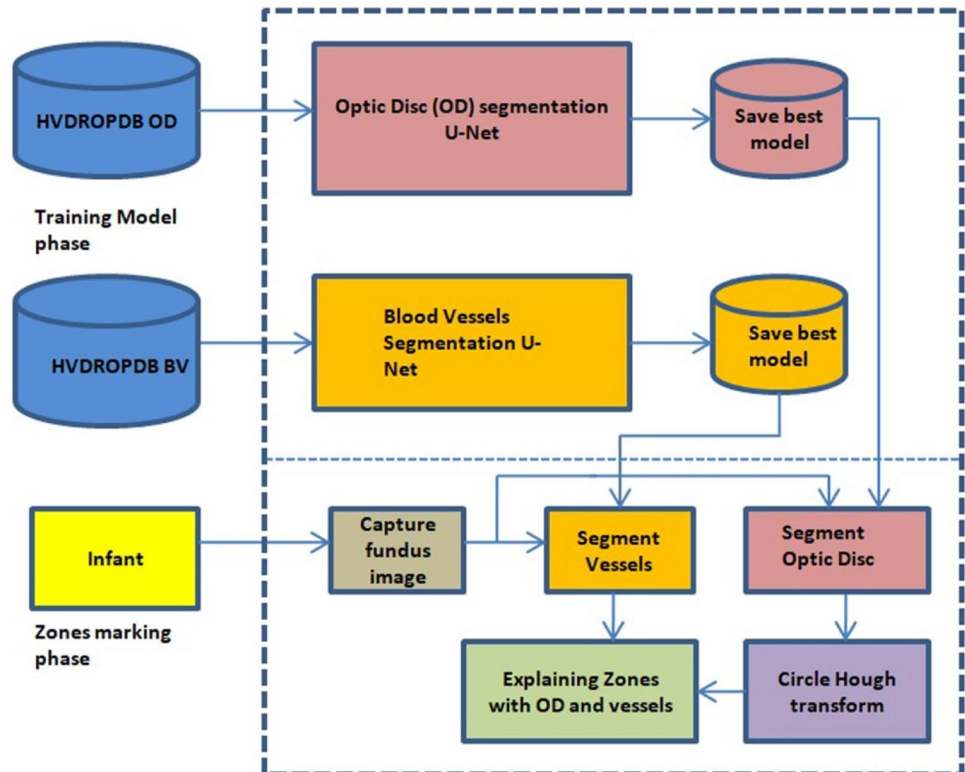 HVDROPDB OD
Optic Disc (OD) segmentation
U-Net
Save best
model
Training Model
phase
HVDROPDB BV
Blood Vessels
Segmentation U-
Net
Save best
model
Infant
Capture
fundus
image
Segment
Vessels
Segment
Optic Disc
Zones marking
phase
Explaining Zones
with OD and vessels
Circle Hough
transform